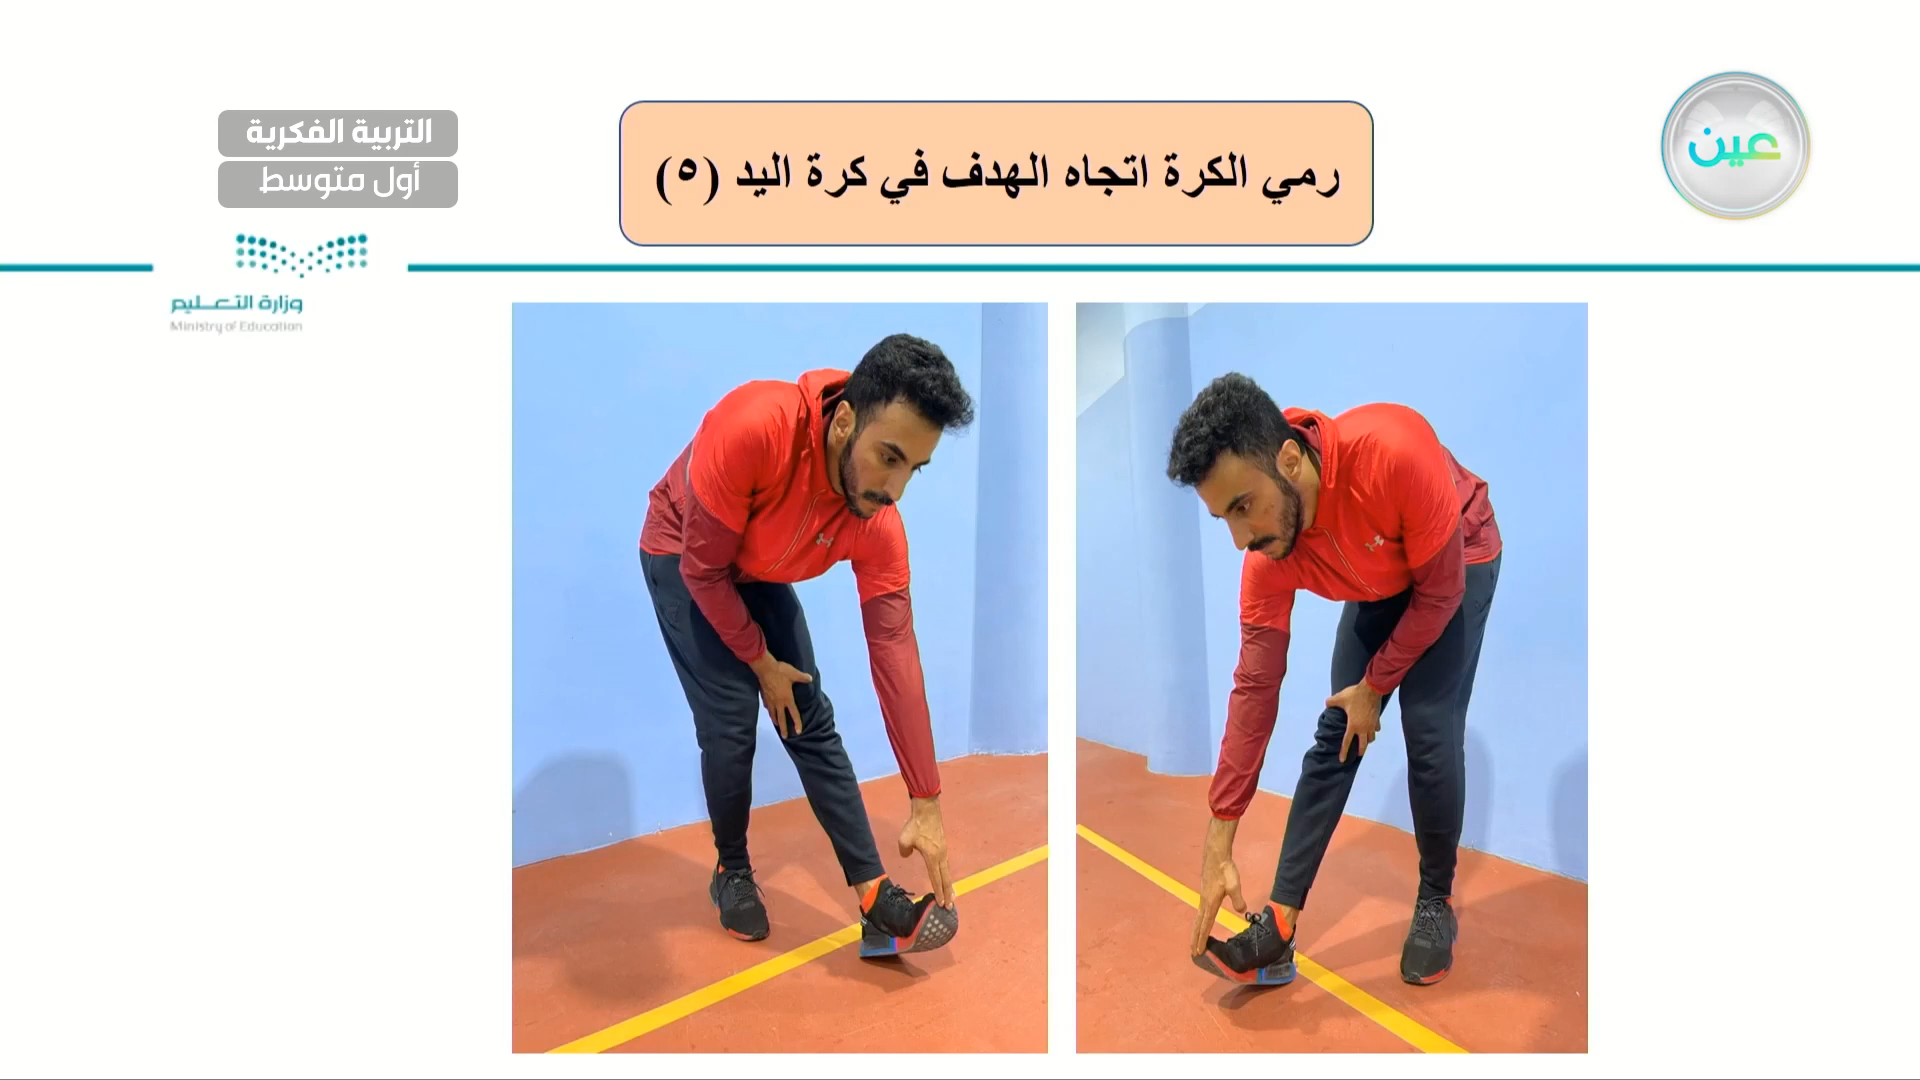 عين
رمي الكرة اتجاه الهدف في كرة اليد (٥)
التربية الفكرية
أول متوسط
وزارة التعليم
Ministry of Education